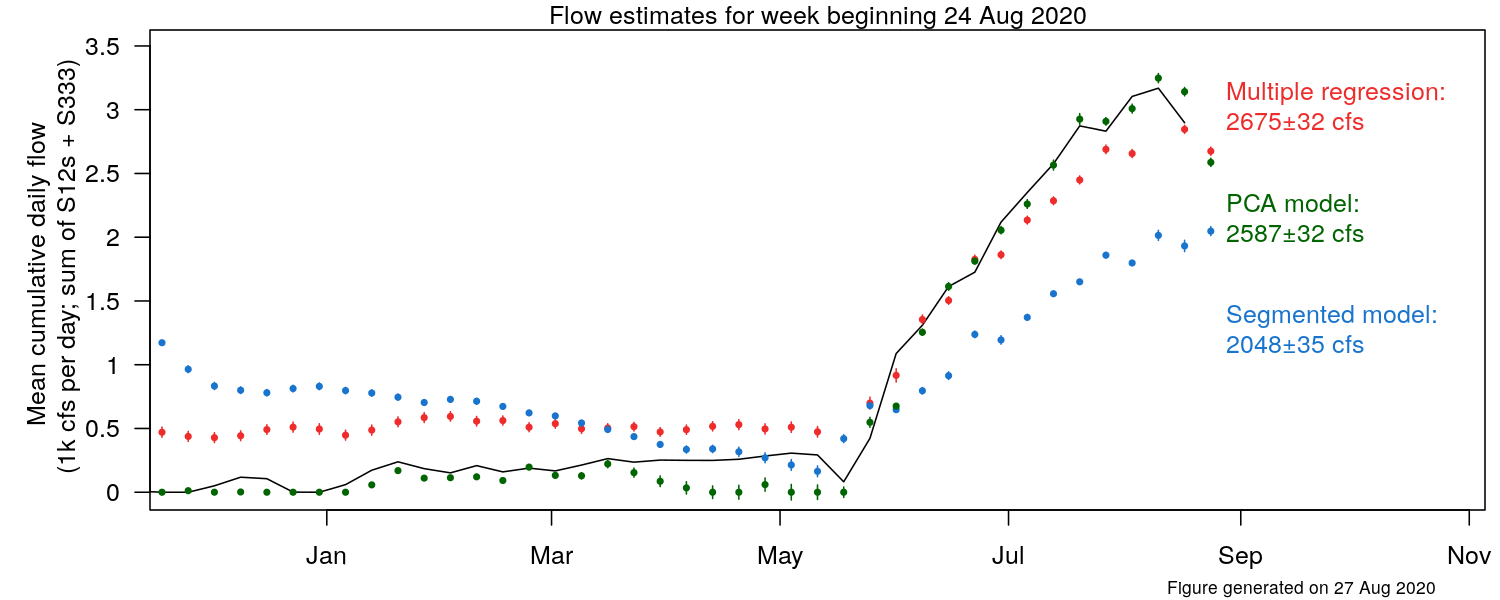 Flow estimates for week beginning 24 Aug 2020
Mean cumulative daily flow
(1k cfs per day; sum of S12s + S333)
3.5
3
2.5
2
1.5
1
0.5
0
Multiple regression:
2675±32 cfs
PCA model:
2587±32 cfs
Segmented model:
2048±35 cfs
Jan Mar May Jul Sep Nov
Figure generated on 27 Aug 2020